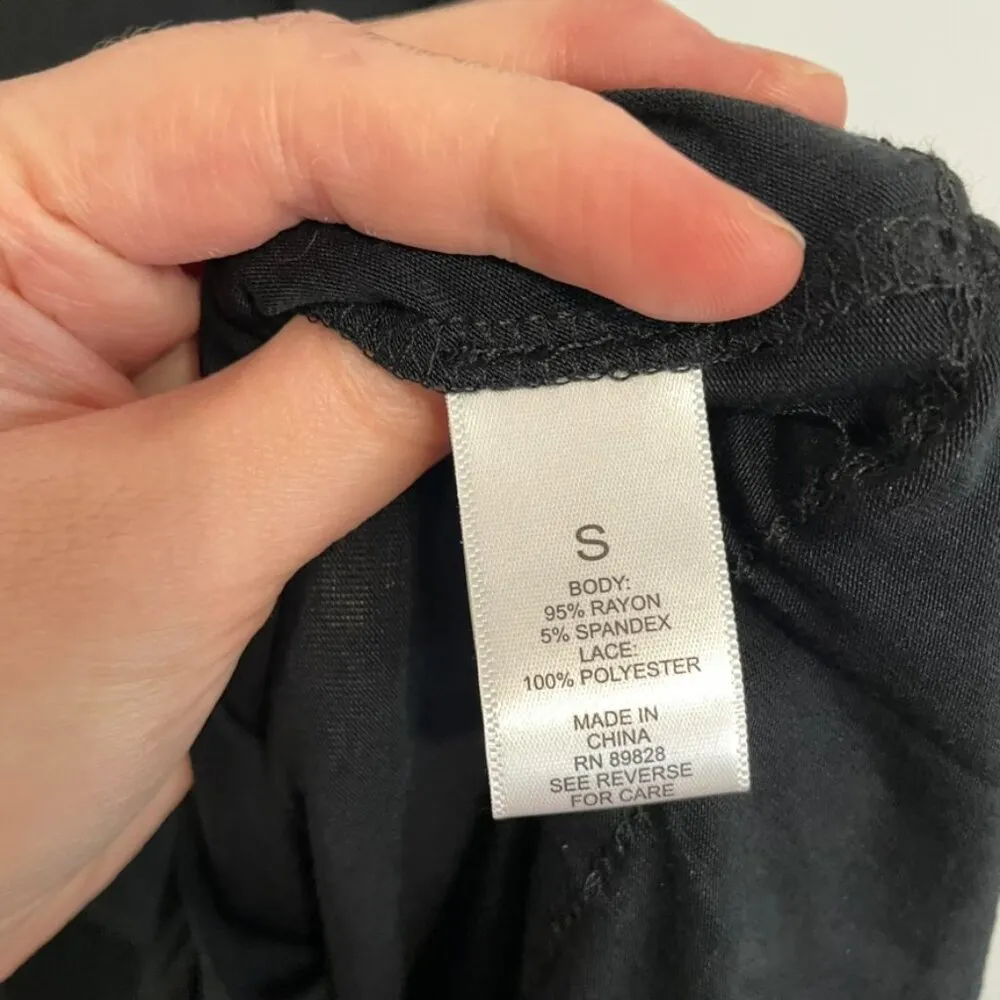 S
BODY:
95% RAYON
5% SPANDEX
LACE:
100% POLYESTER
MADE IN
CHINA
RN 89828
SEE REVERSE
FOR CARE